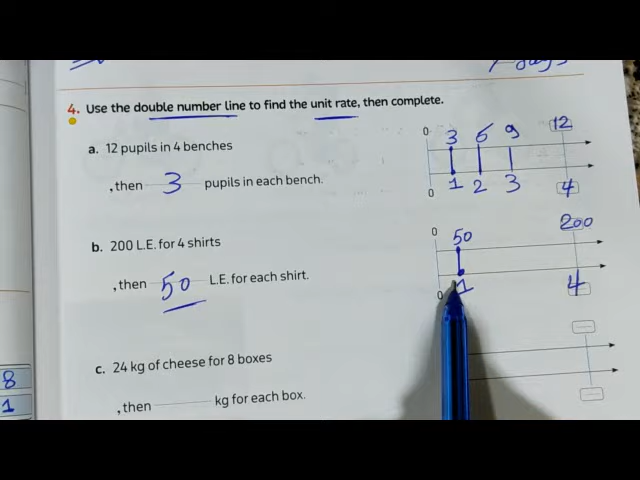 4. Use the double number line to find the unit rate, then complete.
a. 12 pupils in 4 benches
, then 3 pupils in each bench.
0 3 6 9 12
0 1 2 3 4
b. 200 L.E. for 4 shirts
, then 50 L.E. for each shirt.
0 50 200
0 1 4
c. 24 kg of cheese for 8 boxes
, then kg for each box.
8
1